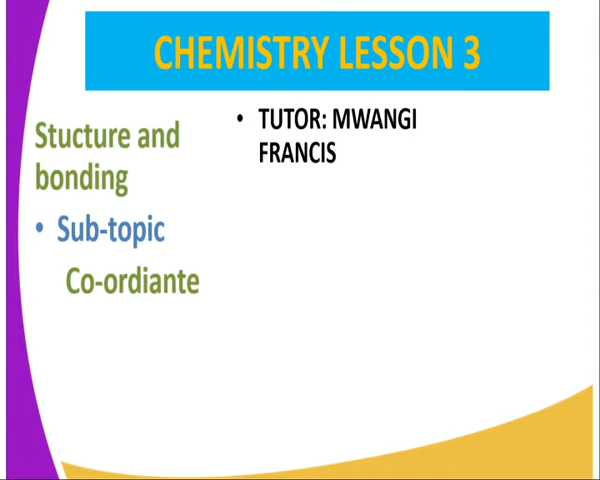 CHEMISTRY LESSON 3
Stucture and
bonding
• Sub-topic
Co-ordiante
• TUTOR: MWANGI
FRANCIS